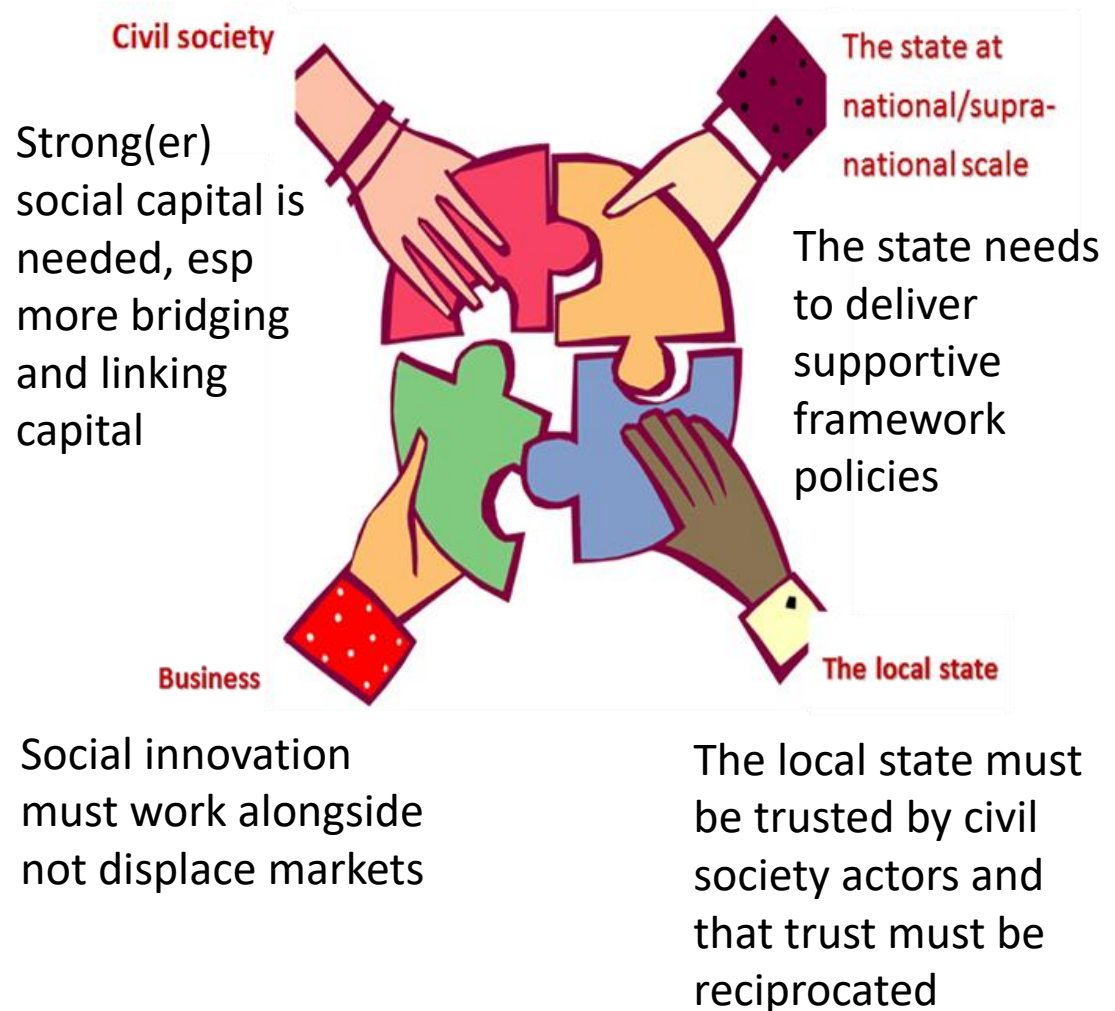 Civil society
Strong(er)
social capital is
needed, esp
more bridging
and linking
capital
The state at
national/supra-
national scale
The state needs
to deliver
supportive
framework
policies
Business
Social innovation
must work alongside
not displace markets
The local state
The local state must
be trusted by civil
society actors and
that trust must be
reciprocated